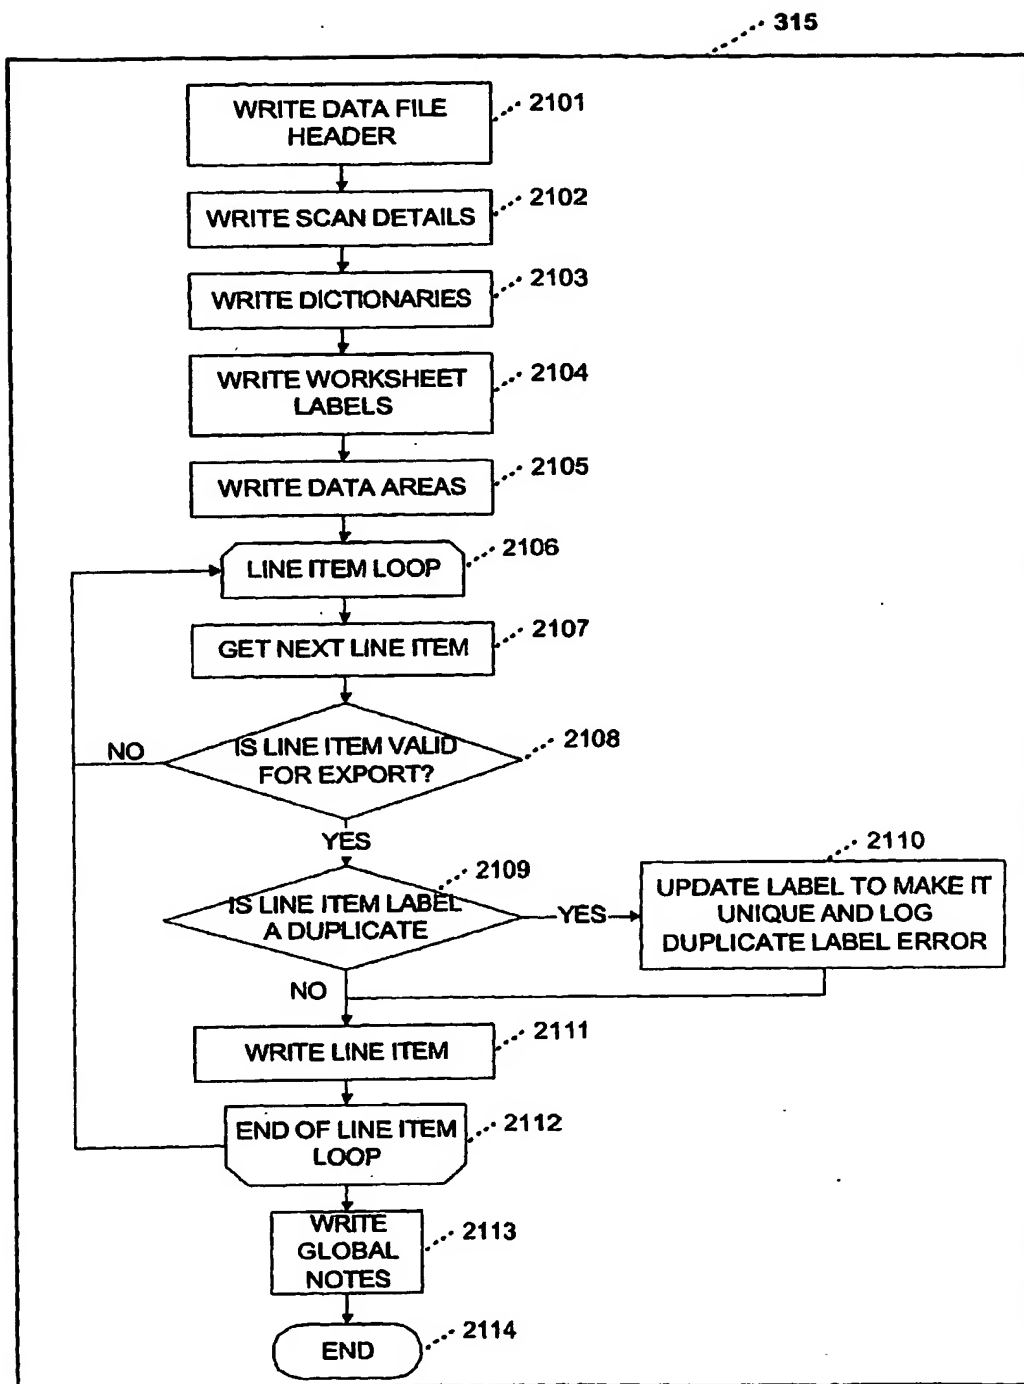 315
WRITE DATA FILE
HEADER
2101
WRITE SCAN DETAILS
2102
WRITE DICTIONARIES
2103
WRITE WORKSHEET
LABELS
2104
WRITE DATA AREAS
2105
LINE ITEM LOOP
2106
GET NEXT LINE ITEM
2107
IS LINE ITEM VALID
FOR EXPORT?
2108
NO
YES
2109
IS LINE ITEM LABEL
A DUPLICATE
YES
2110
UPDATE LABEL TO MAKE IT
UNIQUE AND LOG
DUPLICATE LABEL ERROR
NO
WRITE LINE ITEM
2111
END OF LINE ITEM
LOOP
2112
WRITE
GLOBAL
NOTES
2113
END
2114